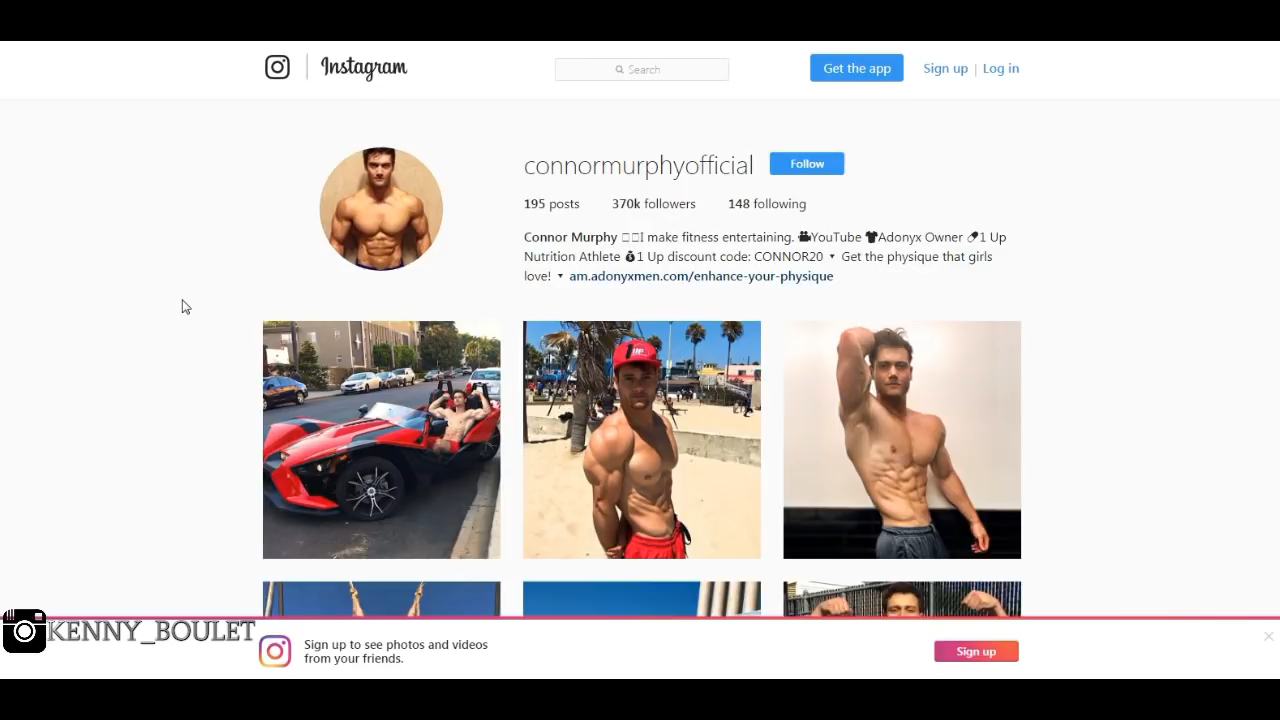 Instagram
Search
Get the app
Sign up | Log in
connormurphyofficial
Follow
195 posts 370k followers 148 following
Connor Murphy I make fitness entertaining. YouTube Adonyx Owner 1 Up
Nutrition Athlete 1 Up discount code: CONNOR20 ▾ Get the physique that girls
love! ▾ am.adonyxmen.com/enhance-your-physique
KENNY_BOULET
Sign up to see photos and videos
from your friends.
Sign up